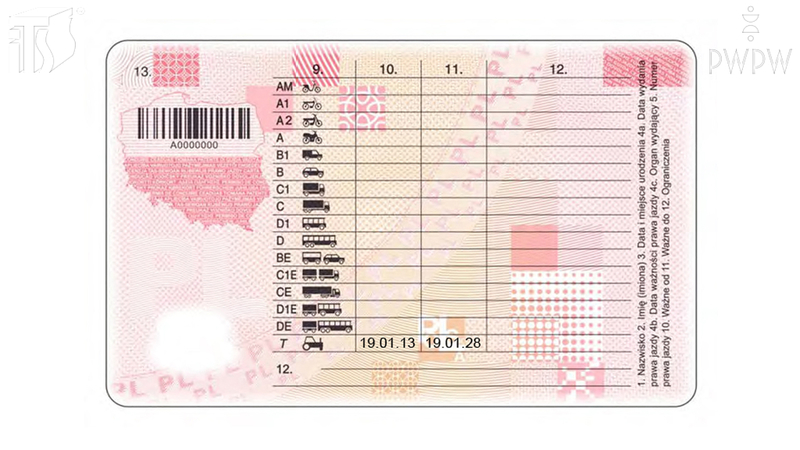 PWPW
13.
9. 10. 11. 12.
AM
A1
A2
A
B1
B
C1
C
D1
D
BE
C1E
CE
D1E
DE
T 19.01.13 19.01.28
12.
A0000000
1. Nazwisko 2. Imię (imiona) 3. Data i miejsce urodzenia 4a. Data wydania
prawa jazdy 4b. Data ważności prawa jazdy 4c. Organ wydający 5. Numer
prawa jazdy 10. Ważne od 11. Ważne do 12. Ograniczenia
PL
PL PL PL PL